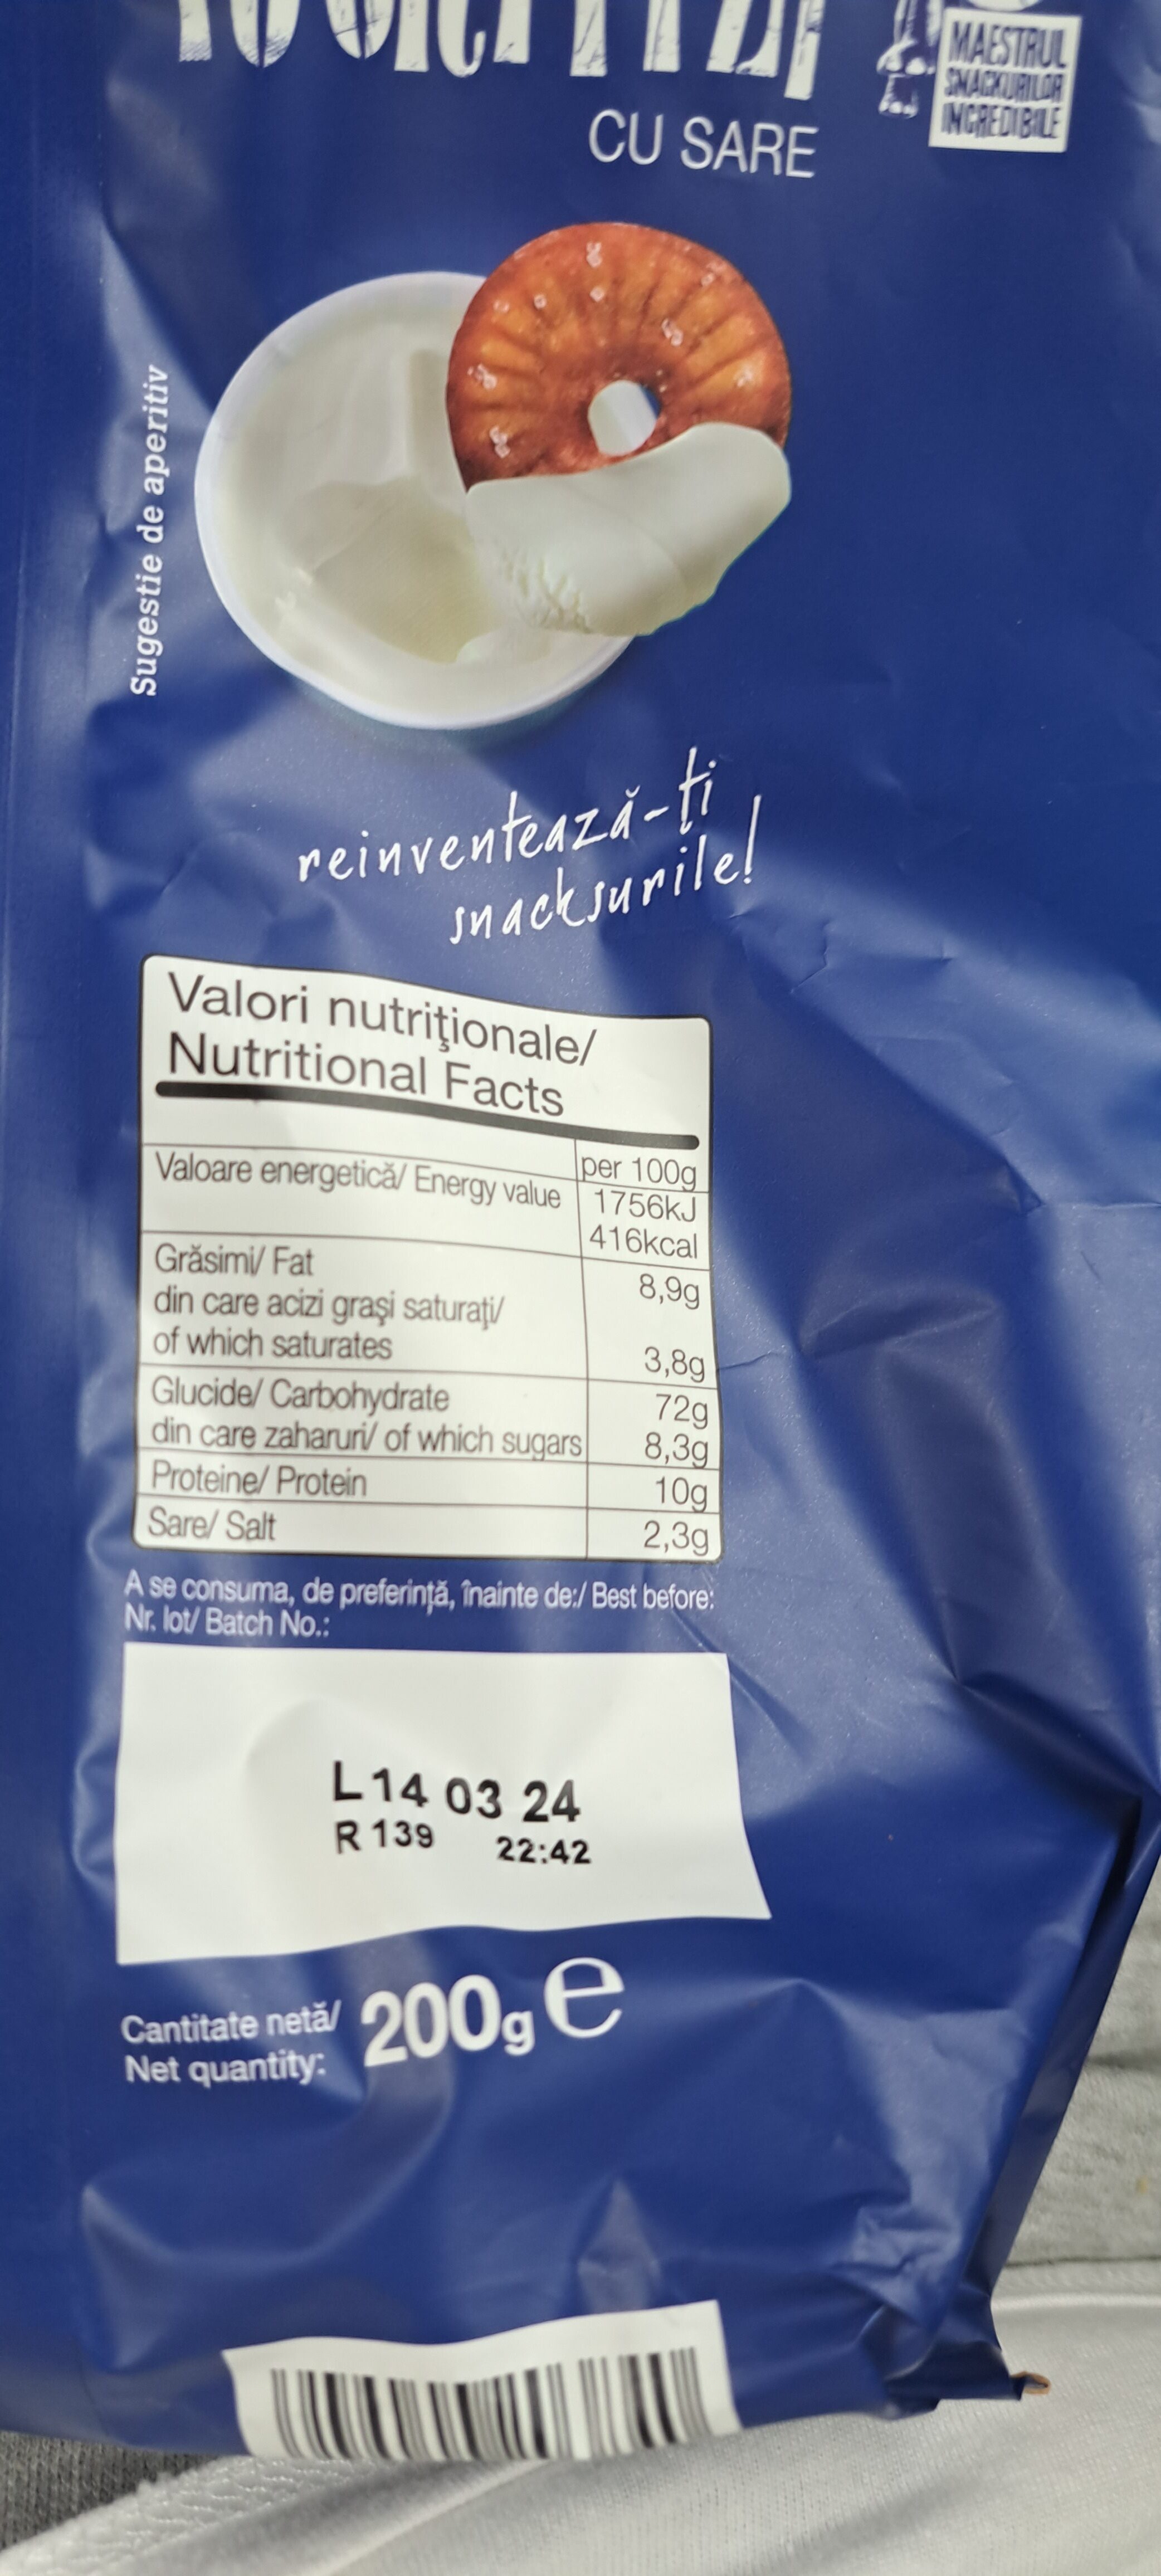 MAESTRUL
SNACKURILOR
INCREDIBILE
CU SARE
Sugestie de aperitiv
reinventează-ți
snacksurile!
Valori nutriţionale/
Nutritional Facts
per 100g
Valoare energetică/ Energy value 1756kJ
416kcal
Grăsimi/ Fat 8,9g
din care acizi graşi saturaţi/
of which saturates 3,8g
Glucide/ Carbohydrate 72g
din care zaharuri/ of which sugars 8,3g
Proteine/ Protein 10g
Sare/ Salt 2,3g
A se consuma, de preferinţă, înainte de:/ Best before:
Nr. lot/ Batch No.:
L14 03 24
R 139 22:42
Cantitate netă/
Net quantity: 200g e